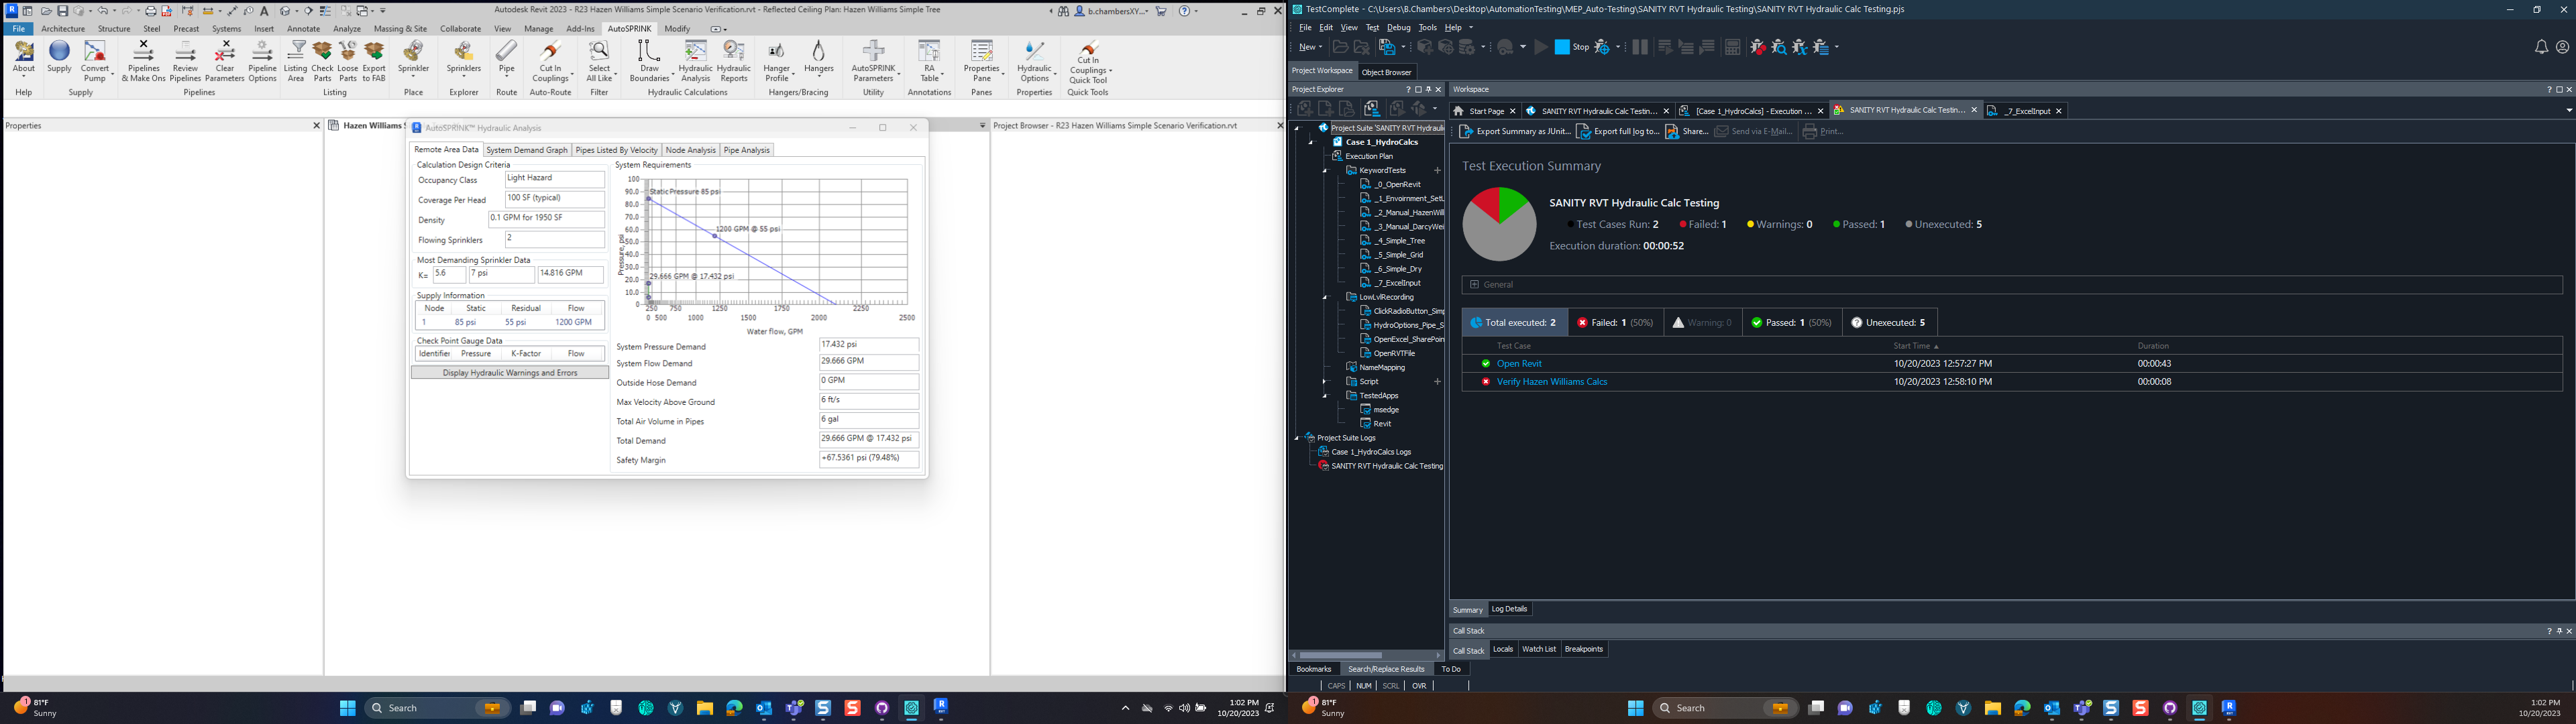 Autodesk Revit 2023 - R23 Hazen Williams Simple Scenario Verification.rvt - Reflected Ceiling Plan: Hazen Williams Simple Tree
b.chambersXY...
File Architecture Structure Steel Precast Systems Insert Annotate Analyze Massing & Site Collaborate View Manage Add-Ins AutoSPRINK Modify
About Supply Convert Pump Pipelines & Make Ons Review Pipelines Clear Parameters Pipeline Options Listing Area Check Parts Loose Parts Export to FAB Sprinkler Sprinklers Pipe Cut In Couplings Select All Like Draw Boundaries Hydraulic Analysis Hydraulic Reports Hanger Profile Hangers AutoSPRINK Parameters RA Table Properties Pane Hydraulic Options Cut In Couplings Quick Tool
Help Supply Pipelines Listing Place Explorer Route Auto-Route Filter Hydraulic Calculations Hangers/Bracing Utility Annotations Panes Properties Quick Tools
Properties
Hazen Williams S
Project Browser - R23 Hazen Williams Simple Scenario Verification.rvt
AutoSPRINK™ Hydraulic Analysis
Remote Area Data System Demand Graph Pipes Listed By Velocity Node Analysis Pipe Analysis
Calculation Design Criteria
Occupancy Class Light Hazard
Coverage Per Head 100 SF (typical)
Density 0.1 GPM for 1950 SF
Flowing Sprinklers 2
Most Demanding Sprinkler Data
K= 5.6 7 psi 14.816 GPM
Supply Information
Node Static Residual Flow
1 85 psi 55 psi 1200 GPM
Check Point Gauge Data
Identifier Pressure K-Factor Flow
Display Hydraulic Warnings and Errors
System Requirements
Pressure, psi
100
90.0
80.0
70.0
60.0
50.0
40.0
30.0
20.0
10.0
0
Static Pressure 85 psi
1200 GPM @ 55 psi
29.666 GPM @ 17.432 psi
250 750 1250 1750 2250
0 500 1000 1500 2000 2500
Water flow, GPM
System Pressure Demand 17.432 psi
System Flow Demand 29.666 GPM
Outside Hose Demand 0 GPM
Max Velocity Above Ground 6 ft/s
Total Air Volume in Pipes 6 gal
Total Demand 29.666 GPM @ 17.432 psi
Safety Margin +67.5361 psi (79.48%)
1
81°F
Sunny
Search
1:02 PM
10/20/2023
TestComplete - C:\Users\B.Chambers\Desktop\AutomationTesting\MEP_Auto-Testing\SANITY RVT Hydraulic Testing\SANITY RVT Hydraulic Calc Testing.pjs
File Edit View Test Debug Tools Help
New Stop
Project Workspace Object Browser
Project Explorer
Project Suite 'SANITY RVT Hydrauli
Case 1_HydroCalcs
Execution Plan
KeywordTests
_0_OpenRevit
_1_Envoirnment_SetU
_2_Manual_HazenWill
_3_Manual_DarcyWei
_4_Simple_Tree
_5_Simple_Grid
_6_Simple_Dry
_7_ExcelInput
LowLvlRecording
ClickRadioButton_Simp
HydroOptions_Pipe_S
OpenExcel_SharePoin
OpenRVTFile
NameMapping
Script
TestedApps
msedge
Revit
Project Suite Logs
Case 1_HydroCalcs Logs
SANITY RVT Hydraulic Calc Testing
Bookmarks Search/Replace Results To Do
CAPS NUM SCRL OVR
Workspace
Start Page SANITY RVT Hydraulic Calc Testin... [Case 1_HydroCalcs] - Execution ... SANITY RVT Hydraulic Calc Testin... _7_ExcelInput
Export Summary as JUnit... Export full log to... Share... Send via E-Mail... Print...
Test Execution Summary
SANITY RVT Hydraulic Calc Testing
Test Cases Run: 2 Failed: 1 Warnings: 0 Passed: 1 Unexecuted: 5
Execution duration: 00:00:52
General
Total executed: 2 Failed: 1 (50%) Warning: 0 Passed: 1 (50%) Unexecuted: 5
Test Case Start Time Duration
Open Revit 10/20/2023 12:57:27 PM 00:00:43
Verify Hazen Williams Calcs 10/20/2023 12:58:10 PM 00:00:08
Summary Log Details
Call Stack
Call Stack Locals Watch List Breakpoints
1
81°F
Sunny
Search
1:02 PM
10/20/2023